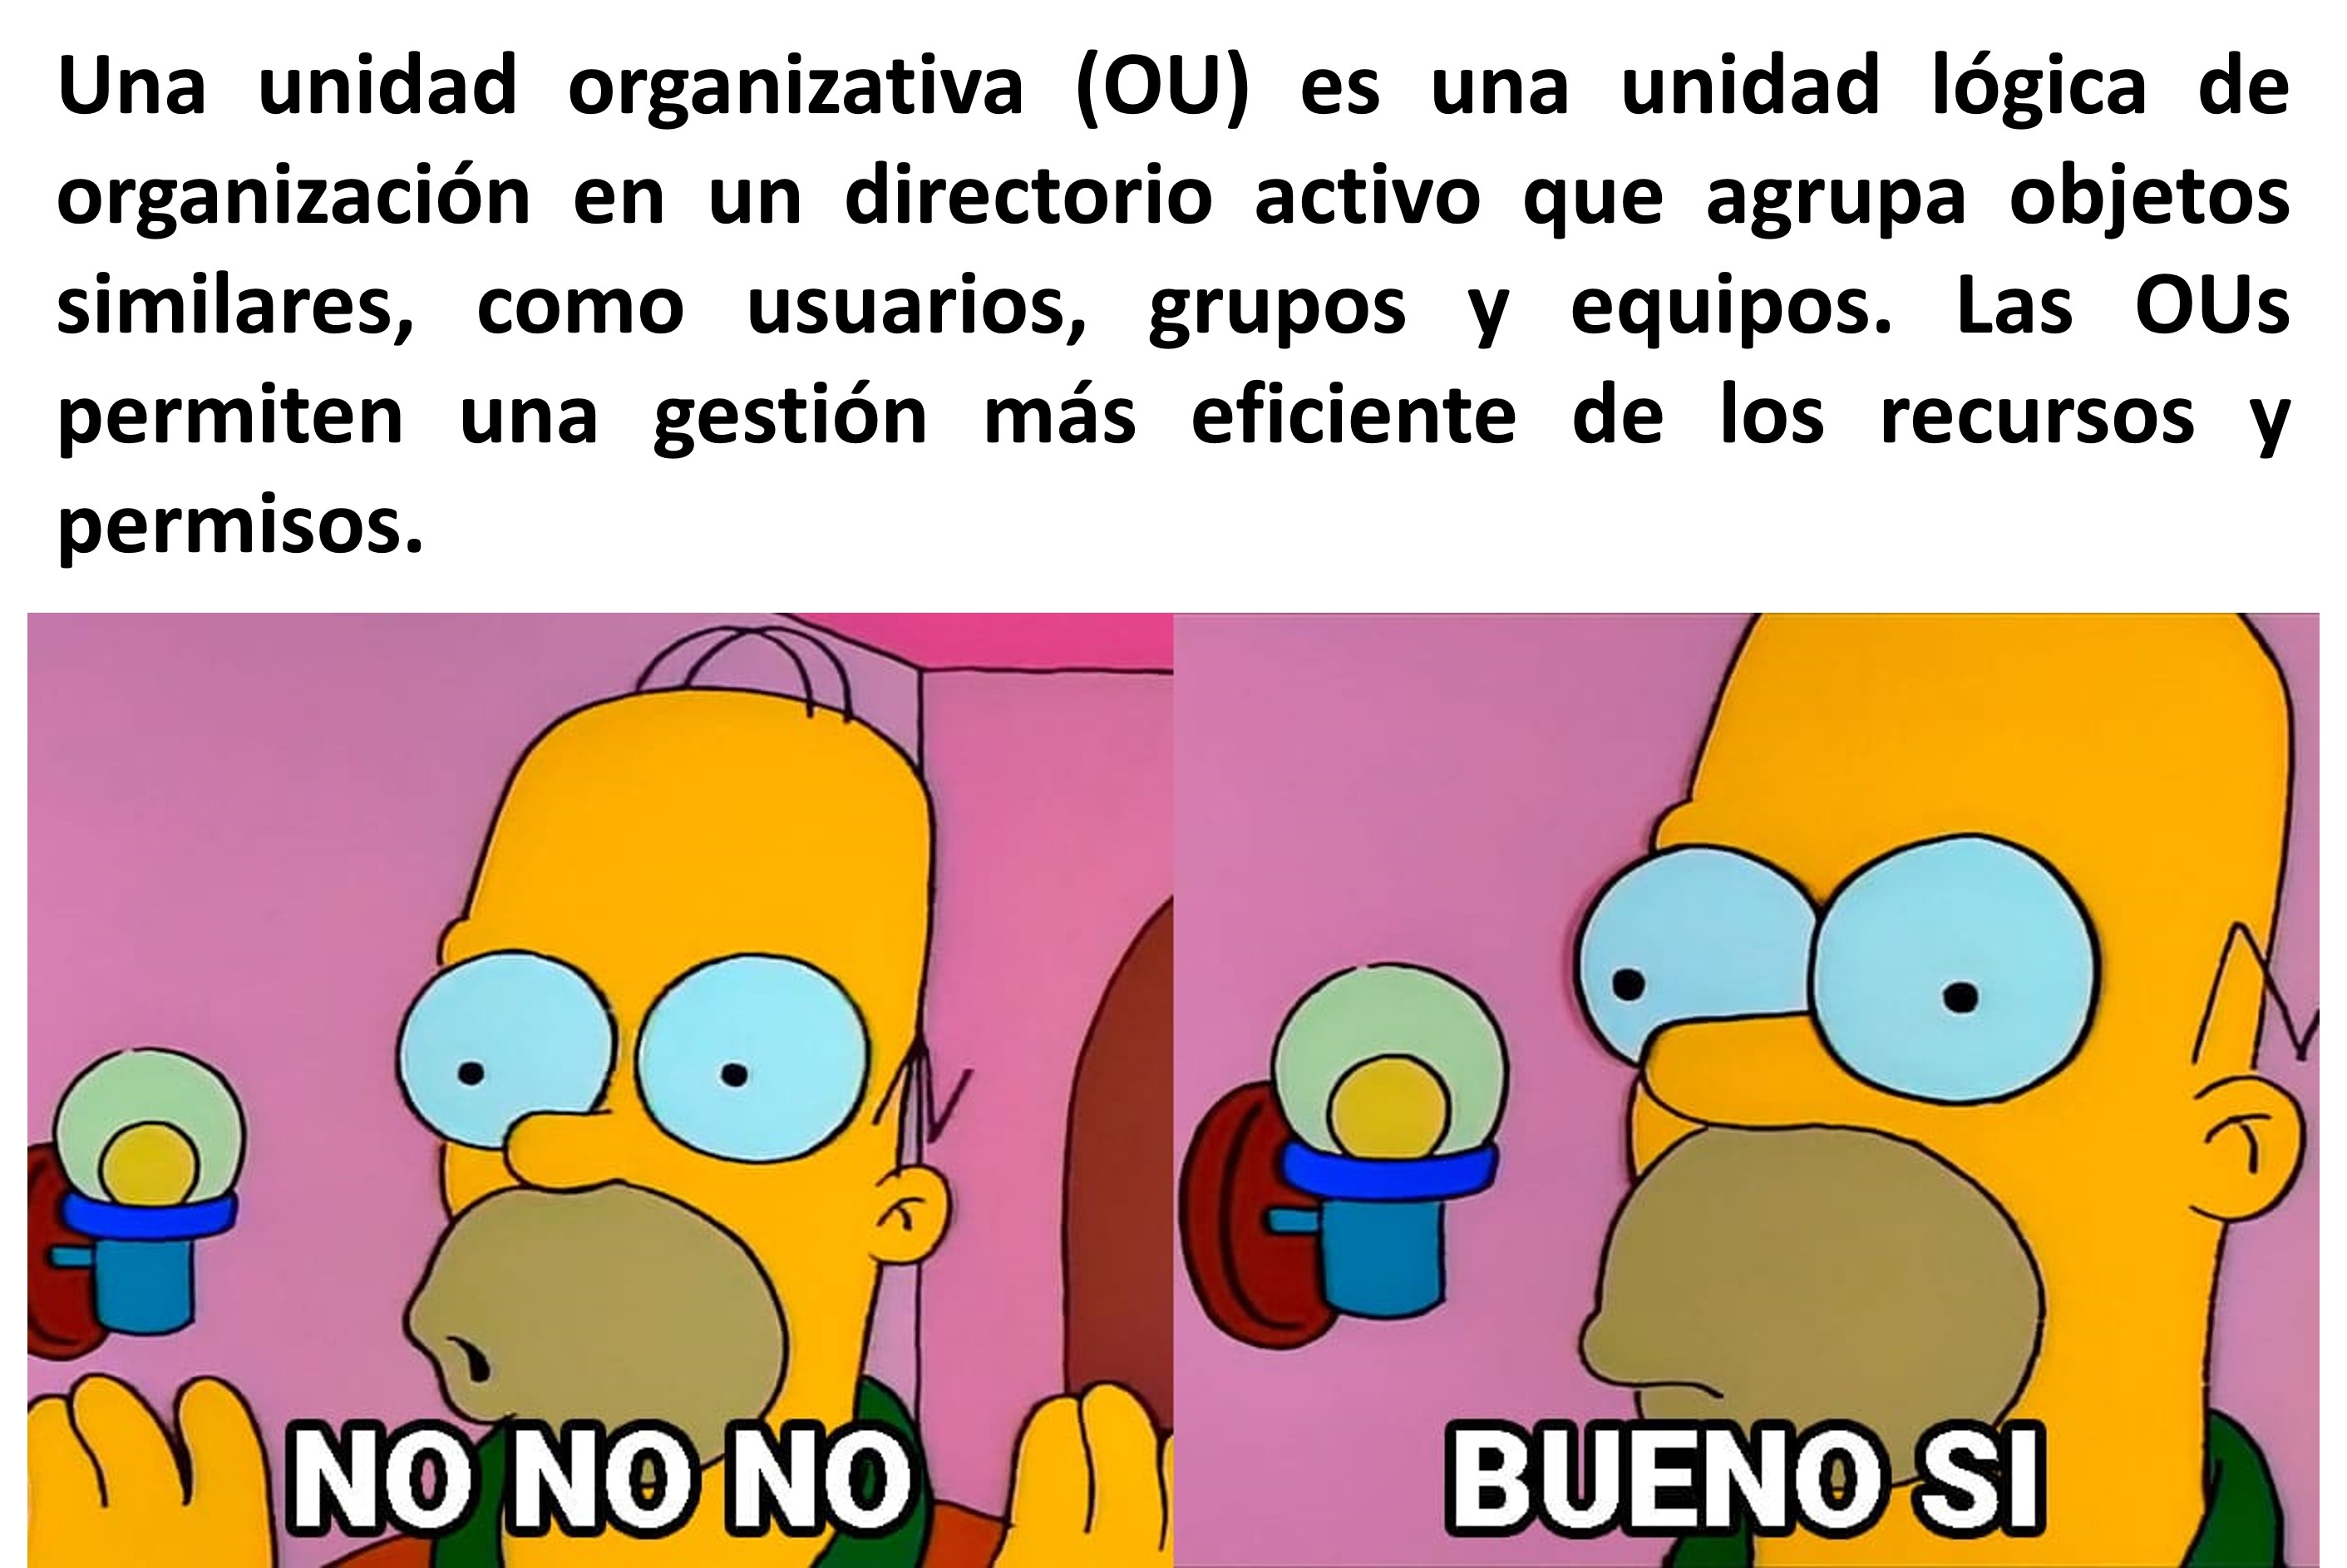 Una unidad organizativa (OU) es una unidad lógica de
organización en un directorio activo que agrupa objetos
similares, como usuarios, grupos y equipos. Las OUs
permiten una gestión más eficiente de los recursos y
permisos.
NO NO NO
BUENO SI